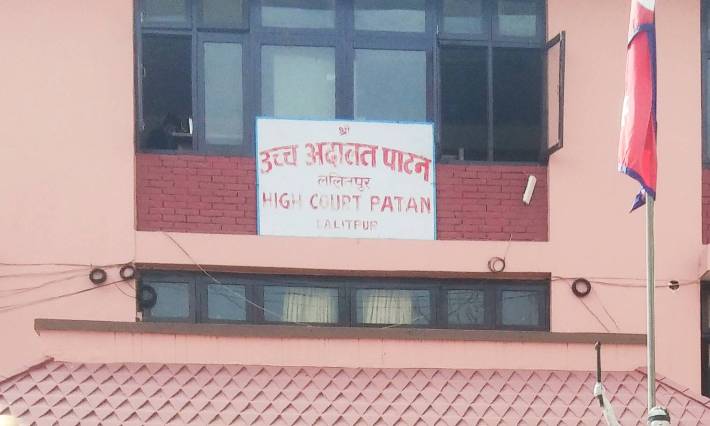 श्री
उच्च अदालत पाटन
ललितपुर
HIGH COURT PATAN
LALITPUR